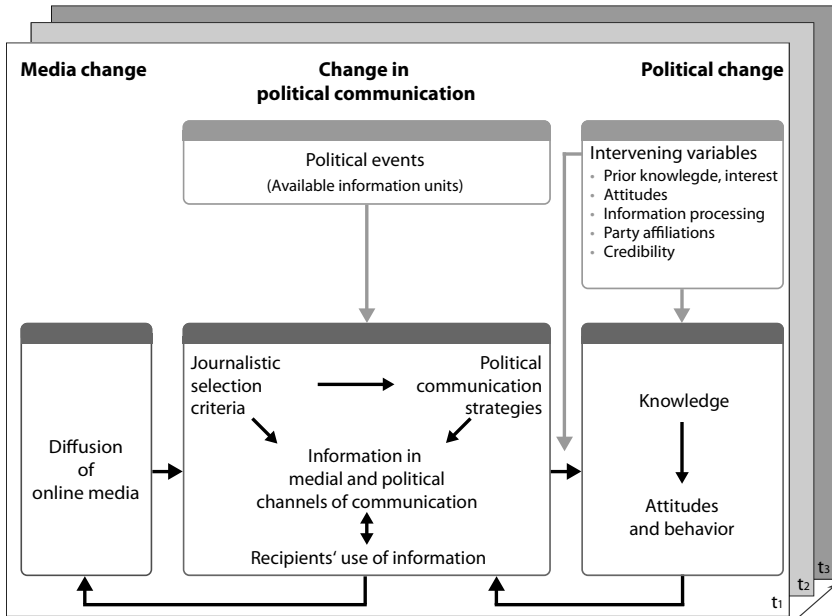 Media change
Change in
political communication
Political change
Political events
(Available information units)
Intervening variables
• Prior knowlegde, interest
• Attitudes
• Information processing
• Party affiliations
• Credibility
Diffusion
of
online media
Journalistic
selection
criteria
Political
communication
strategies
Information in
medial and political
channels of communication
Recipients‘ use of information
Knowledge
Attitudes
and behavior
t1
t2
t3